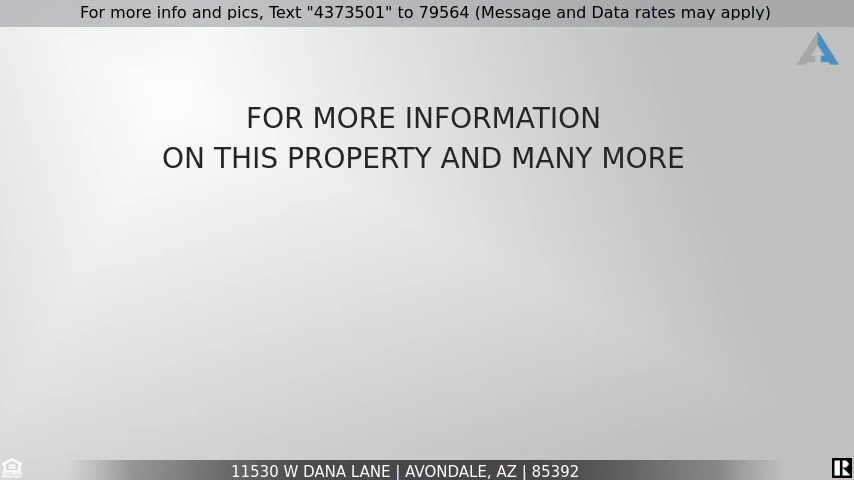 For more info and pics, Text "4373501" to 79564 (Message and Data rates may apply)
FOR MORE INFORMATION
ON THIS PROPERTY AND MANY MORE
11530 W DANA LANE | AVONDALE, AZ | 85392